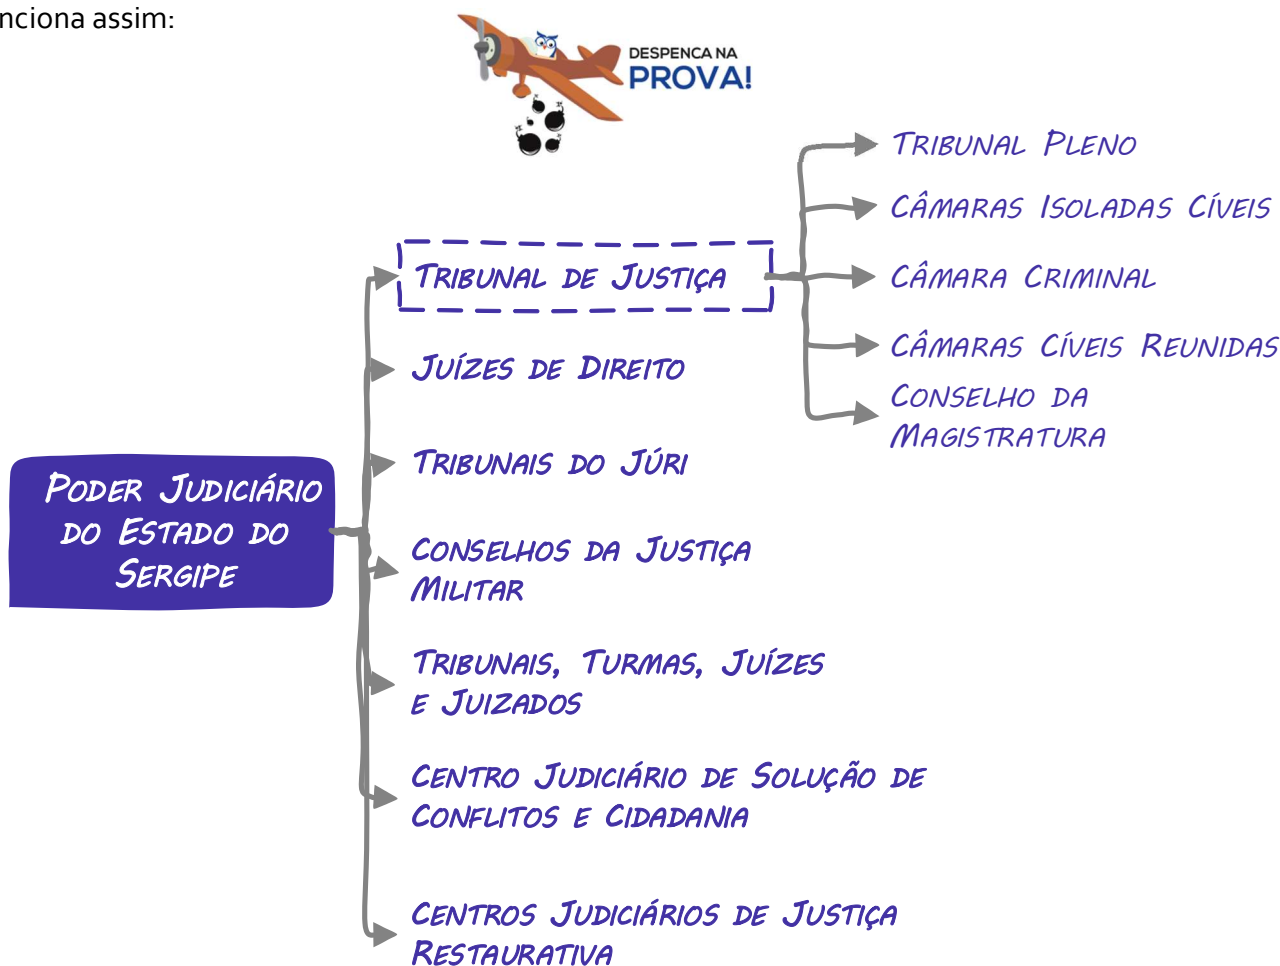 nciona assim:
DESPENCA NA
PROVA!
TRIBUNAL PLENO
CÂMARAS ISOLADAS CÍVEIS
TRIBUNAL DE JUSTIÇA
CÂMARA CRIMINAL
CÂMARAS CÍVEIS REUNIDAS
JUÍZES DE DIREITO
CONSELHO DA
MAGISTRATURA
TRIBUNAIS DO JÚRI
PODER JUDICIÁRIO
DO ESTADO DO
SERGIPE
CONSELHOS DA JUSTIÇA
MILITAR
TRIBUNAIS, TURMAS, JUÍZES
E JUIZADOS
CENTRO JUDICIÁRIO DE SOLUÇÃO DE
CONFLITOS E CIDADANIA
CENTROS JUDICIÁRIOS DE JUSTIÇA
RESTAURATIVA